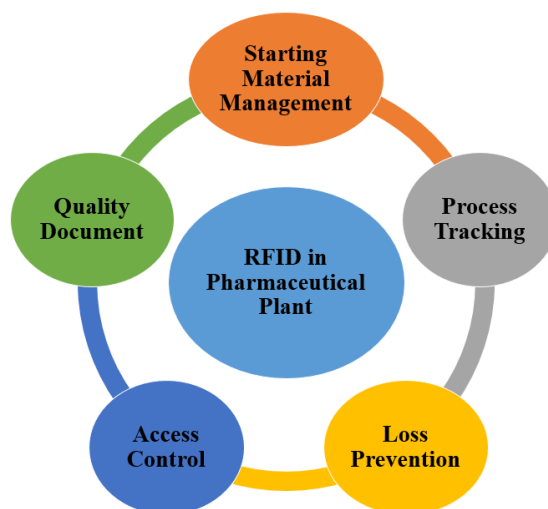 Starting
Material
Management
Process
Tracking
Loss
Prevention
Access
Control
Quality
Document
RFID in
Pharmaceutical
Plant